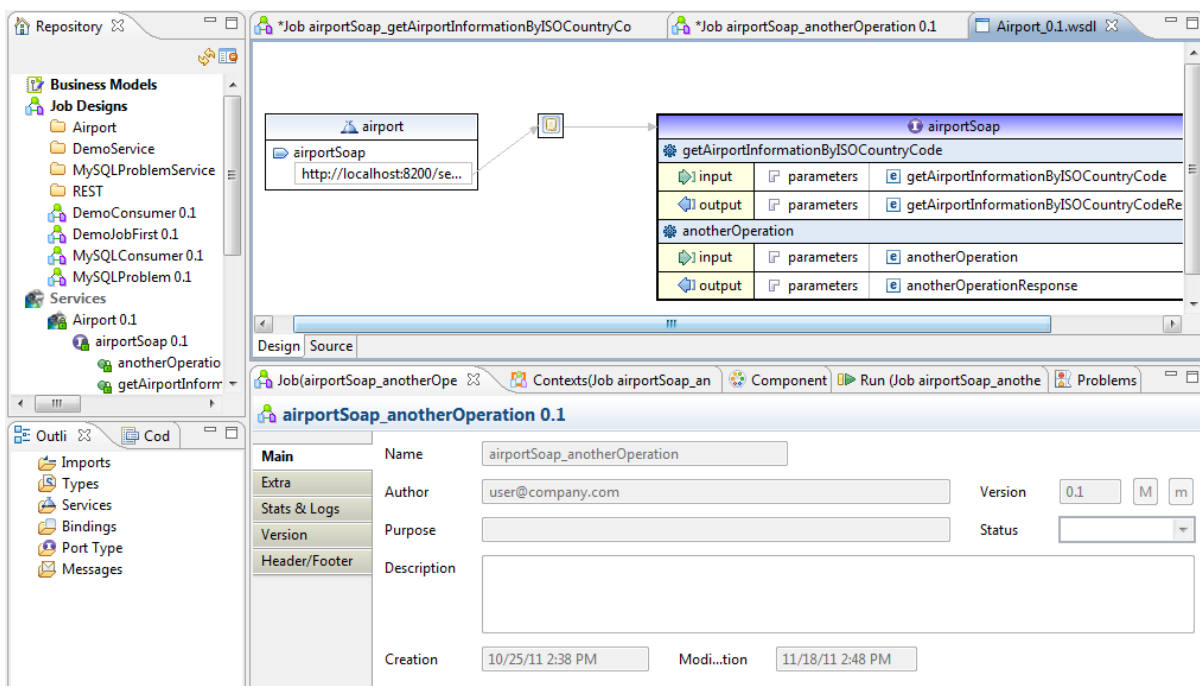 Repository
Business Models
Job Designs
Airport
DemoService
MySQLProblemService
REST
DemoConsumer 0.1
DemoJobFirst 0.1
MySQLConsumer 0.1
MySQLProblem 0.1
Services
Airport 0.1
airportSoap 0.1
anotherOperatio
getAirportInform
Outli
Cod
Imports
Types
Services
Bindings
Port Type
Messages
*Job airportSoap_getAirportInformationByISOCountryCo
*Job airportSoap_anotherOperation 0.1
Airport_0.1.wsdl
airport
airportSoap
http://localhost:8200/se...
airportSoap
getAirportInformationByISOCountryCode
input parameters e getAirportInformationByISOCountryCode
output parameters e getAirportInformationByISOCountryCodeRe
anotherOperation
input parameters e anotherOperation
output parameters e anotherOperationResponse
Design Source
Job(airportSoap_anotherOpe
Contexts(Job airportSoap_an
Component
Run (Job airportSoap_anothe
Problems
airportSoap_anotherOperation 0.1
Main
Extra
Stats & Logs
Version
Header/Footer
Name airportSoap_anotherOperation
Author user@company.com Version 0.1 M m
Purpose Status
Description
Creation 10/25/11 2:38 PM Modi...tion 11/18/11 2:48 PM